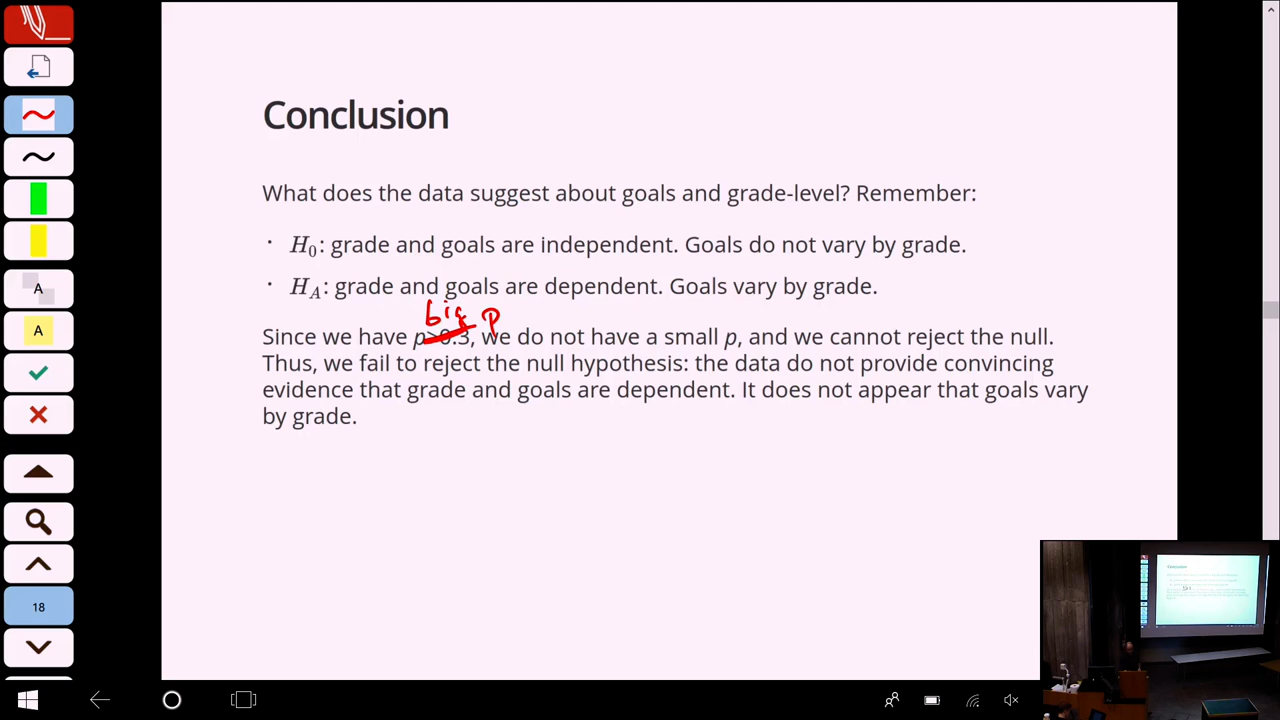 Conclusion
What does the data suggest about goals and grade-level? Remember:
· H₀: grade and goals are independent. Goals do not vary by grade.
· H_A: grade and goals are dependent. Goals vary by grade.
big p
Since we have p>0.3, we do not have a small p, and we cannot reject the null.
Thus, we fail to reject the null hypothesis: the data do not provide convincing
evidence that grade and goals are dependent. It does not appear that goals vary
by grade.
A
A
18
Conclusion